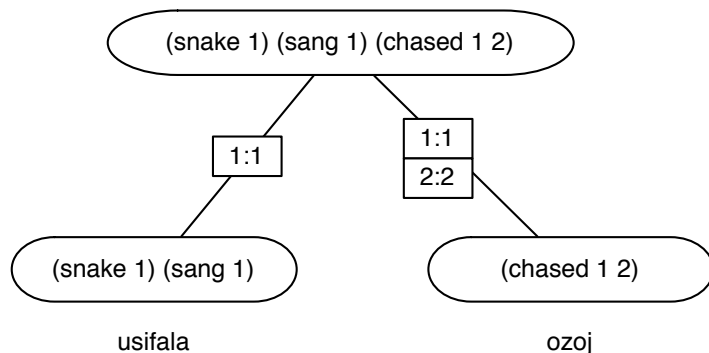 (snake 1) (sang 1) (chased 1 2)
1:1
1:1
2:2
(snake 1) (sang 1)
(chased 1 2)
usifala
ozoj